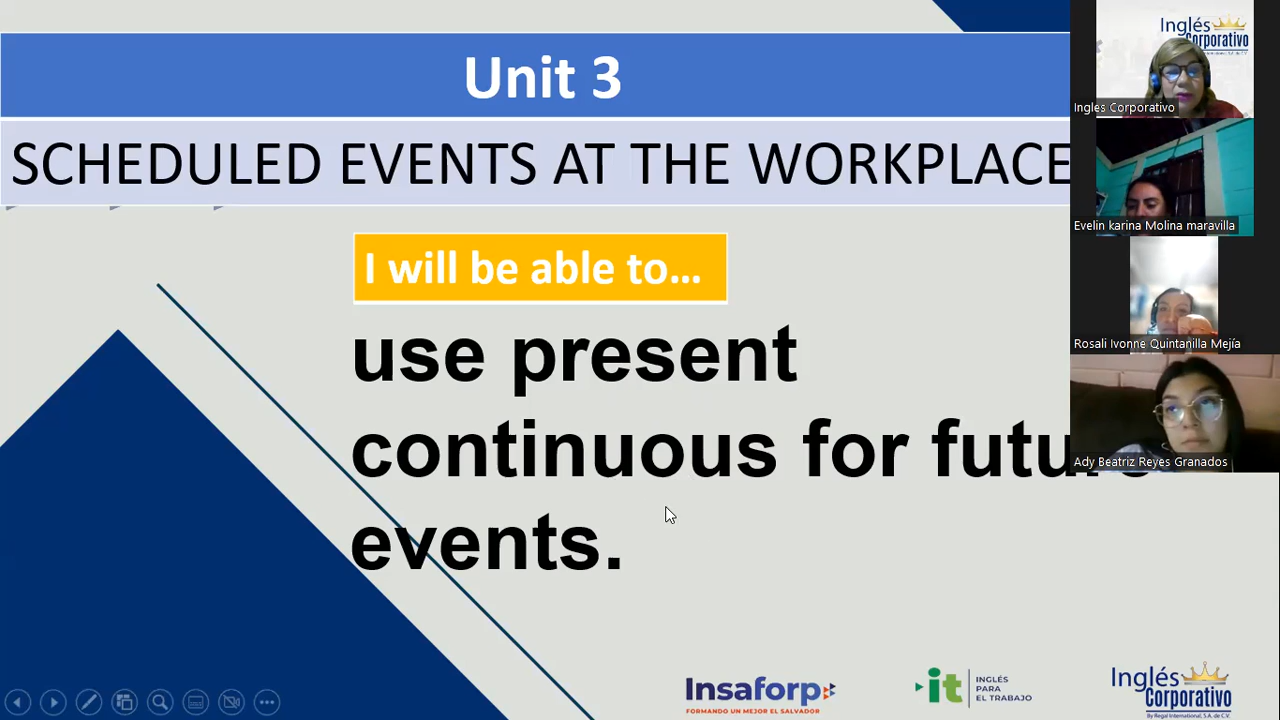 Unit 3
SCHEDULED EVENTS AT THE WORKPLACE
I will be able to...
use present
continuous for future
events.
Inglés
Corporativo
Ingles Corporativo
Evelin karina Molina maravilla
Rosali Ivonne Quintanilla Mejía
Ady Beatriz Reyes Granados
Insaforp
FORMANDO UN MEJOR EL SALVADOR
it
INGLÉS
PARA
EL TRABAJO
Inglés
Corporativo
By Regal International, S.A. de C.V.